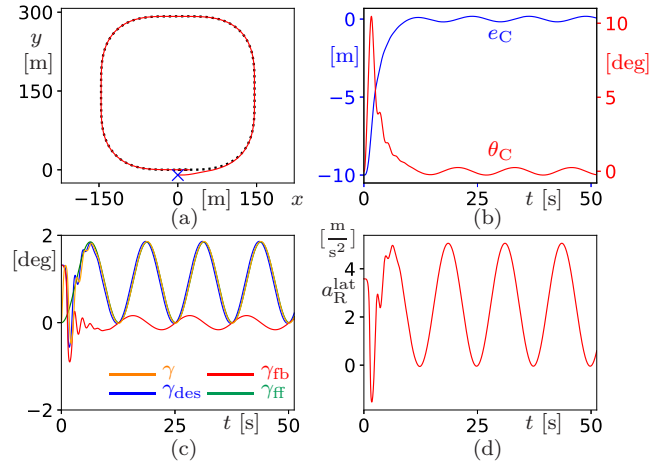 y
[m]
300
150
0
−150
0
[m]
150
x
(a)
0
[m]
−5
−10
e_C
θ_C
10
[deg]
5
0
0
25
t [s]
50
(b)
2
[deg]
0
−2
γ
γ_des
γ_fb
γ_ff
0
25
t [s]
50
(c)
[m/s²]
4
a_R^lat
2
0
0
25
t [s]
50
(d)